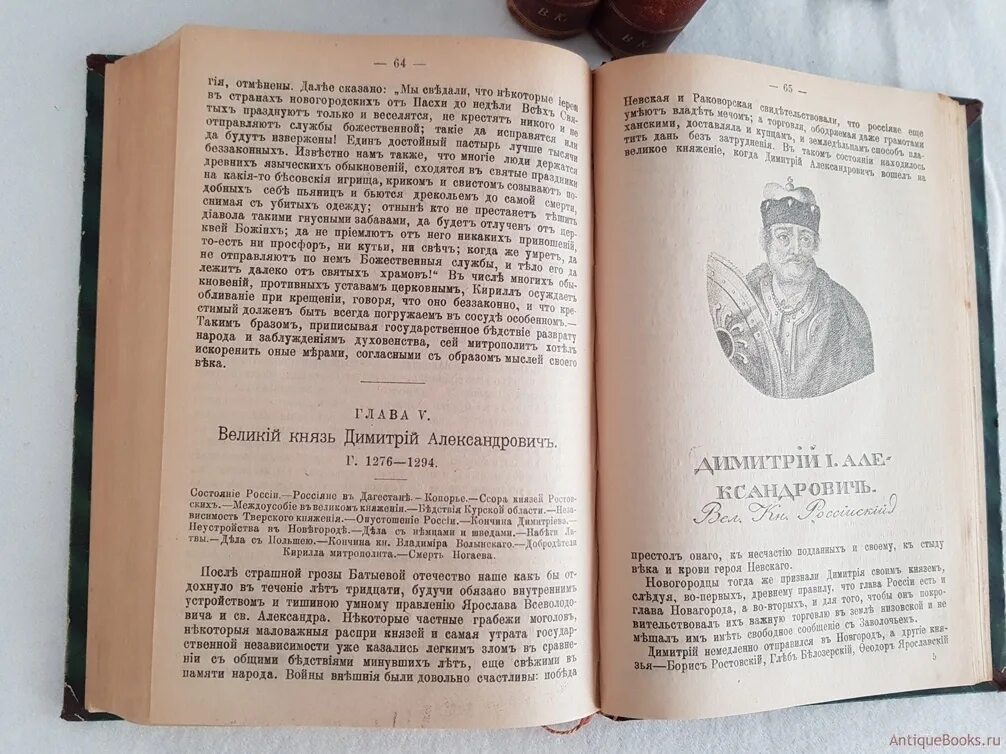 В. К.
В. К.
— 64 —
гія, отмѣнены. Далѣе сказано: „Мы свѣдали, что нѣкоторые іереи
въ странахъ новогородскихъ отъ Пасхи до недѣли Всѣхъ Свя-
тыхъ празднуютъ только и веселятся, не крестятъ никого и не
отправляютъ службы божественной; такіе да исправятся или
да будутъ извержены! Единъ достойный пастырь лучше тысячи
беззаконныхъ. Извѣстно намъ также, что многіе люди держатся
древнихъ языческихъ обыкновеній, сходятся въ святые праздники
на какія-то бѣсовскія игрища, крикомъ и свистомъ созываютъ по-
добныхъ себѣ пьяницъ и бьются дрекольемъ до самой смерти,
снимая съ убитыхъ одежду; отнынѣ кто не престанетъ тѣшить
діавола такими гнусными забавами, да будетъ отлученъ отъ цер-
квей Божіихъ; да не пріемлютъ отъ него никакихъ приношеній,
то-есть ни просфоръ, ни кутьи, ни свѣчъ; когда же умретъ, да
не отправляютъ по немъ Божественныя службы, и тѣло его да
лежитъ далеко отъ святыхъ храмовъ!“ Въ числѣ многихъ обы-
кновеній, противныхъ уставамъ церковнымъ, Кириллъ осуждаетъ
обливаніе при крещеніи, говоря, что оно беззаконно, и что кре-
стимый долженъ быть всегда погружаемъ въ сосудѣ особенномъ.—
Такимъ бразомъ, приписывая государственное бѣдствіе разврату
народа и заблужденіямъ духовенства, сей митрополитъ хотѣлъ
искоренить оные мѣрами, согласными съ образомъ мыслей своего
вѣка.
ГЛАВА V.
Великій князь Димитрій Александровичъ.
Г. 1276—1294.
Состояніе Россіи.—Россіяне въ Дагестанѣ.—Копорье.—Ссора князей Ростов-
скихъ.—Междоусобіе въ великомъ княженіи.—Бѣдствія Курской области.—Неза-
висимость Тверского княженія.—Опустошеніе Россіи.—Кончина Димитріева.—
Неустройства въ Новѣгородѣ.—Дѣла съ нѣмцами и шведами.—Набѣги Ли-
твы.—Дѣла съ Польшею.—Кончина кн. Владиміра Волынскаго.—Добродѣтели
Кирилла митрополита.—Смерть Ногаева.
Послѣ страшной грозы Батыевой отечество наше какъ бы от-
дохнуло въ теченіе лѣтъ тридцати, будучи обязано внутреннимъ
устройствомъ и тишиною умному правленію Ярослава Всеволодо-
вича и св. Александра. Нѣкоторые частные грабежи моголовъ,
нѣкоторыя маловажныя распри князей и самая утрата государ-
ственной независимости уже казались легкимъ зломъ въ сравне-
ніи съ общими бѣдствіями минувшихъ лѣтъ, еще свѣжими въ
памяти народа. Войны внѣшнія были довольно счастливы: побѣда
— 65 —
Невская и Раковорская свидѣтельствовали, что россіяне еще
умѣютъ владѣть мечомъ; а торговля, ободряемая даже грамотами
ханскими, доставляла и купцамъ, и земледѣльцамъ способъ пла-
тить дань безъ затрудненія. Въ такомъ состояніи находилось
великое княженіе, когда Димитрій Александровичъ вошелъ на
ДИМИТРІЙ I. АЛЕ-
КСАНДРОВИЧЬ.
Вел. Кн. Россійскій
престолъ онаго, къ несчастію подданныхъ и своему, къ стыду
вѣка и крови героя Невскаго.
Новогородцы тогда же признали Димитрія своимъ княземъ,
слѣдуя, во-первыхъ, древнему правилу, что глава Россіи есть и
глава Новагорода, а во-вторыхъ, и для того, чтобы онъ покро-
вительствовалъ ихъ важную торговлю въ землѣ низовской и не
мѣшалъ имъ имѣть свободное сообщеніе съ Заволочьемъ.
Димитрій немедленно отправился въ Новгородъ, а другіе кня-
зья—Борисъ Ростовскій, Глѣбъ Бѣлозерскій, Ѳеодоръ Ярославскій
5
AntiqueBooks.ru